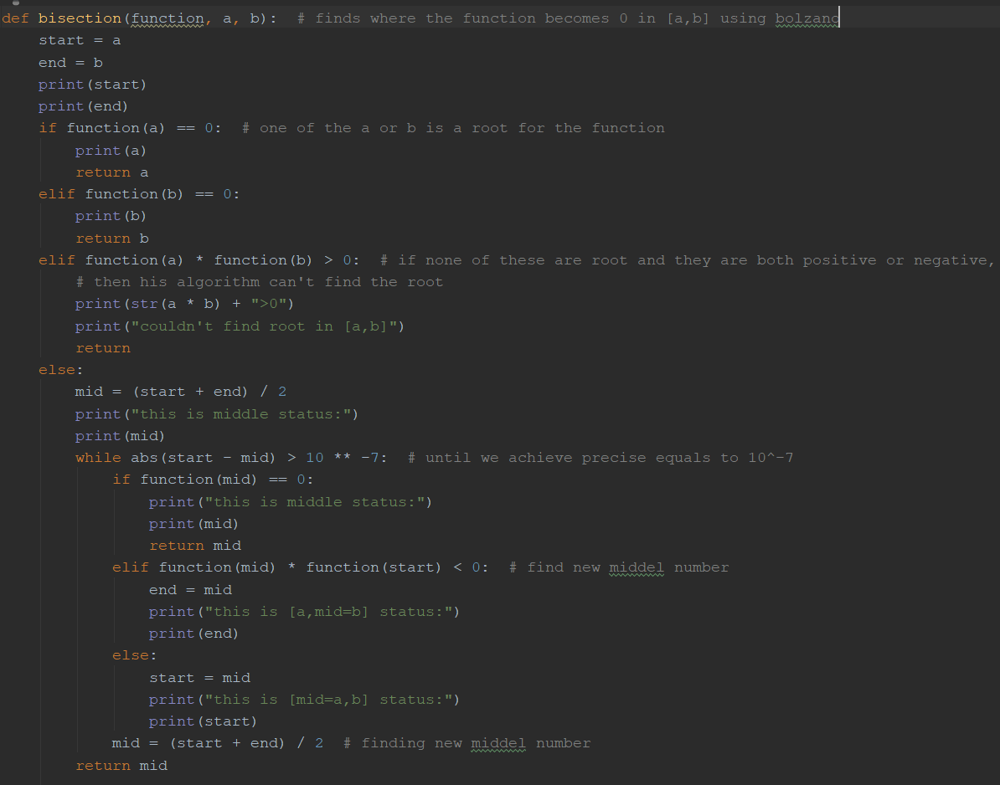 def bisection(function, a, b):  # finds where the function becomes 0 in [a,b] using bolzano
    start = a
    end = b
    print(start)
    print(end)
    if function(a) == 0:  # one of the a or b is a root for the function
        print(a)
        return a
    elif function(b) == 0:
        print(b)
        return b
    elif function(a) * function(b) > 0:  # if none of these are root and they are both positive or negative,
        # then his algorithm can't find the root
        print(str(a * b) + ">0")
        print("couldn't find root in [a,b]")
        return
    else:
        mid = (start + end) / 2
        print("this is middle status:")
        print(mid)
        while abs(start - mid) > 10 ** -7:  # until we achieve precise equals to 10^-7
            if function(mid) == 0:
                print("this is middle status:")
                print(mid)
                return mid
            elif function(mid) * function(start) < 0:  # find new middel number
                end = mid
                print("this is [a,mid=b] status:")
                print(end)
            else:
                start = mid
                print("this is [mid=a,b] status:")
                print(start)
            mid = (start + end) / 2  # finding new middel number
        return mid